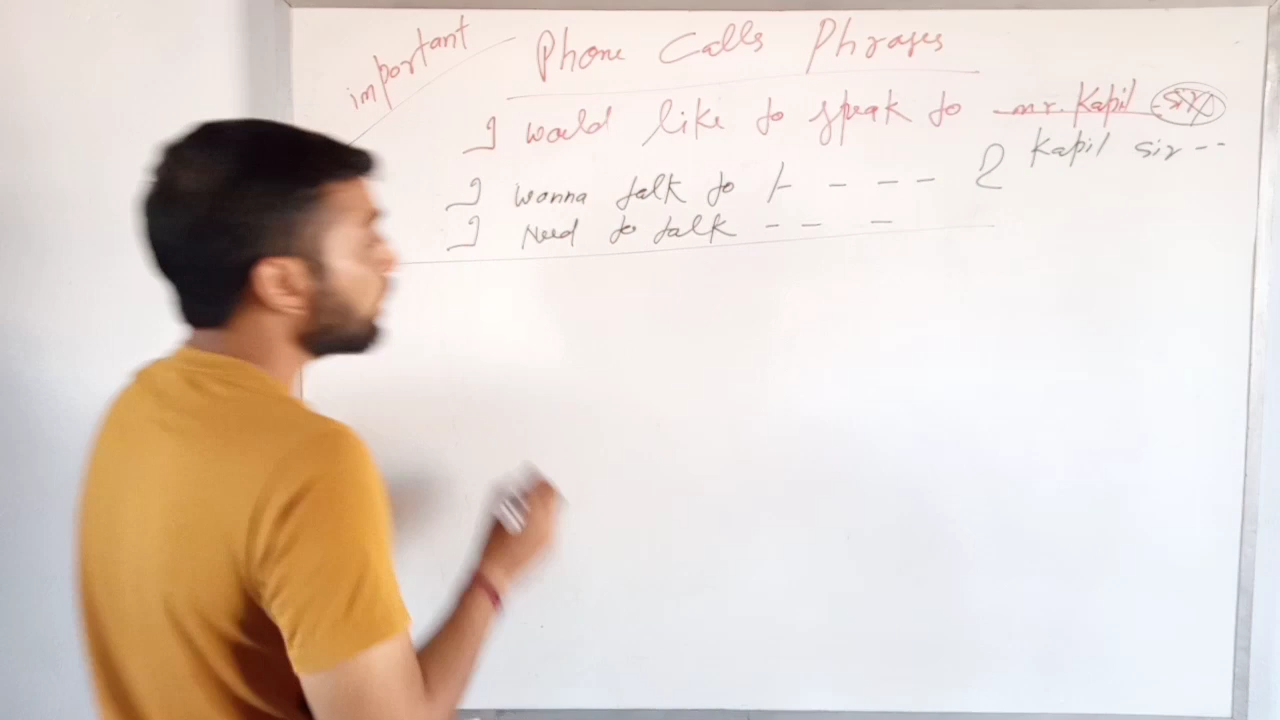 important
Phone Calls Phrases
I would like to speak to mr. Kapil sir
Kapil sir --
I wanna talk to - - - -
I Need to talk - - -